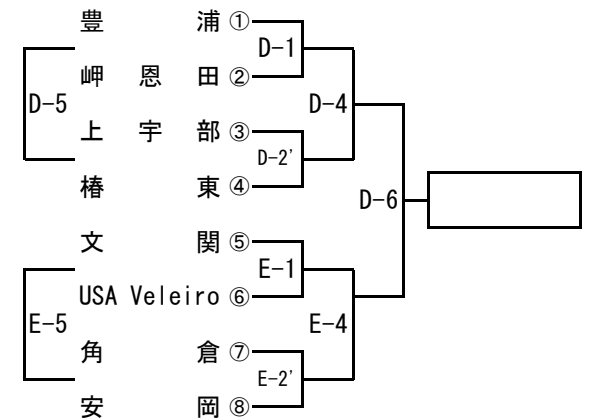 豊浦 ①
D-1
岬恩田 ②
D-5
D-4
上宇部 ③
D-2'
椿東 ④
D-6
文関 ⑤
E-1
USA Veleiro ⑥
E-5
E-4
角倉 ⑦
E-2'
安岡 ⑧